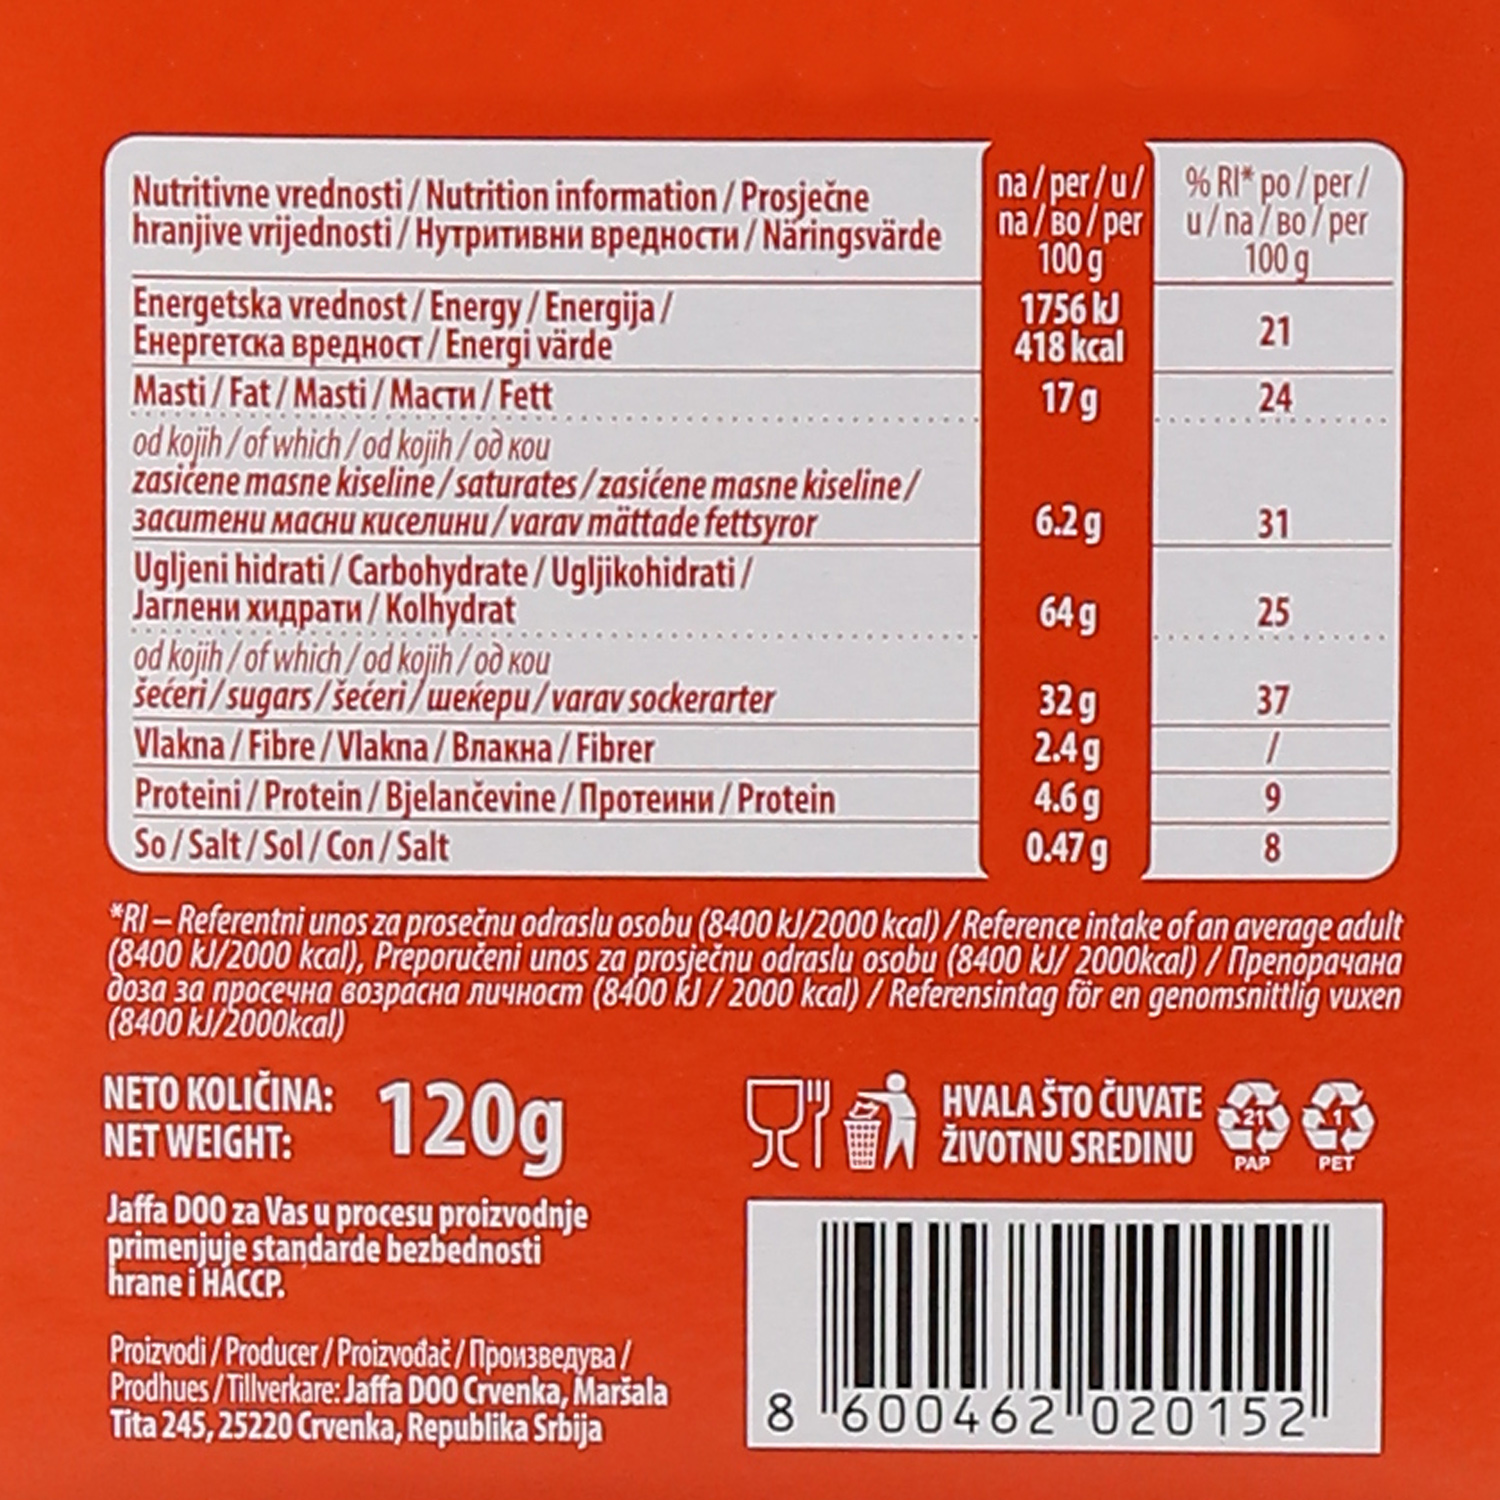 Nutritivne vrednosti / Nutrition information / Prosječne
hranjive vrijednosti / Нутритивни вредности / Näringsvärde
na / per / u /
na / во / per
100 g
% RI* po / per /
u / na / во / per
100 g
Energetska vrednost / Energy / Energija /
Енергетска вредност / Energi värde
1756 kJ
418 kcal
21
Masti / Fat / Masti / Масти / Fett 17 g 24
od kojih / of which / od kojih / од кои
zasićene masne kiseline / saturates / zasićene masne kiseline /
заситени масни киселини / varav mättade fettsyror 6.2 g 31
Ugljeni hidrati / Carbohydrate / Ugljikohidrati /
Јаглени хидрати / Kolhydrat 64 g 25
od kojih / of which / od kojih / од кои
šećeri / sugars / šećeri / шеќери / varav sockerarter 32 g 37
Vlakna / Fibre / Vlakna / Влакна / Fibrer 2.4 g /
Proteini / Protein / Bjelančevine / Протеини / Protein 4.6 g 9
So / Salt / Sol / Сол / Salt 0.47 g 8
*RI – Referentni unos za prosečnu odraslu osobu (8400 kJ/2000 kcal) / Reference intake of an average adult
(8400 kJ/2000 kcal), Preporučeni unos za prosječnu odraslu osobu (8400 kJ/ 2000kcal) / Препорачана
доза за просечна возрасна личност (8400 kJ / 2000 kcal) / Referensintag för en genomsnittlig vuxen
(8400 kJ/2000kcal)
NETO KOLIČINA:
NET WEIGHT:
120g
HVALA ŠTO ČUVATE
ŽIVOTNU SREDINU
21
PAP
1
PET
Jaffa DOO za Vas u procesu proizvodnje
primenjuje standarde bezbednosti
hrane i HACCP.
Proizvodi / Producer / Proizvođač / Произведува /
Prodhues / Tillverkare: Jaffa DOO Crvenka, Maršala
Tita 245, 25220 Crvenka, Republika Srbija
8 600462 020152